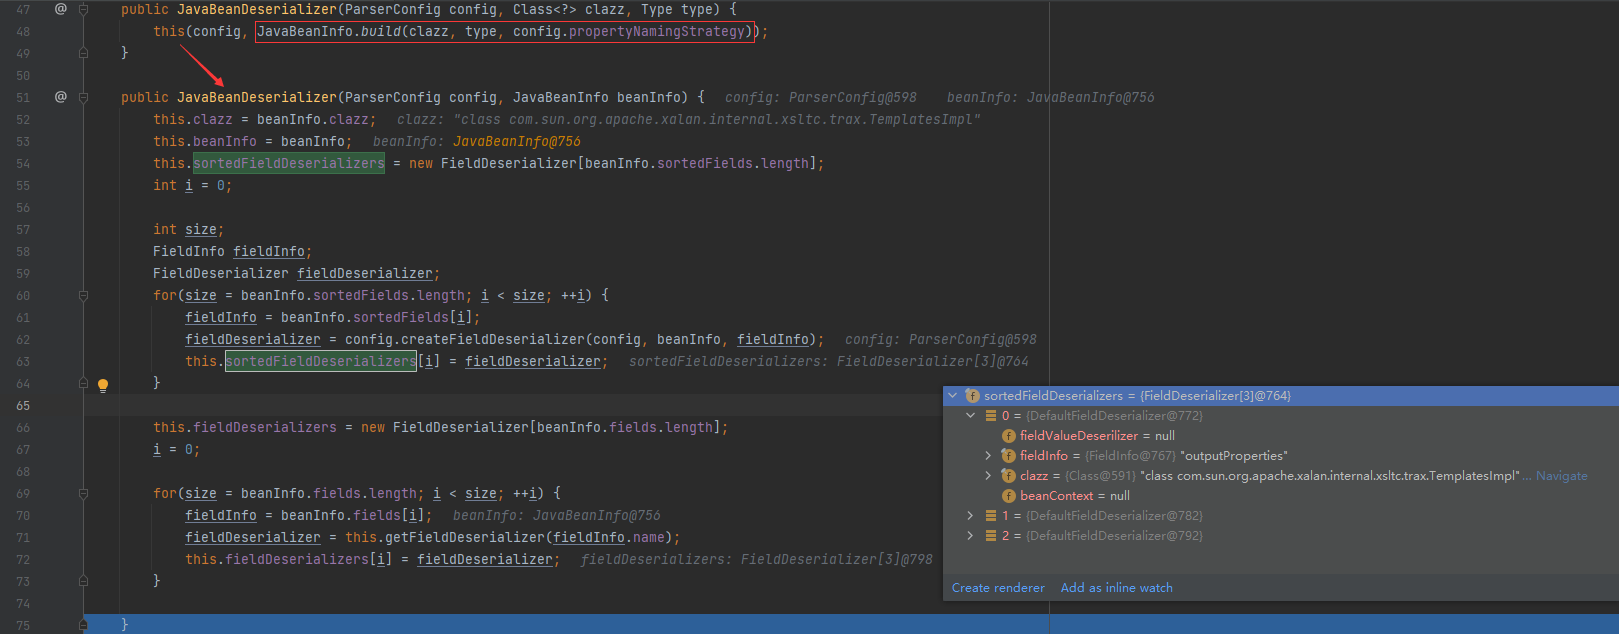 47 @ public JavaBeanDeserializer(ParserConfig config, Class<?> clazz, Type type) {
48 this(config, JavaBeanInfo.build(clazz, type, config.propertyNamingStrategy));
49 }
50
51 @ public JavaBeanDeserializer(ParserConfig config, JavaBeanInfo beanInfo) { config: ParserConfig@598 beanInfo: JavaBeanInfo@756
52 this.clazz = beanInfo.clazz; clazz: "class com.sun.org.apache.xalan.internal.xsltc.trax.TemplatesImpl"
53 this.beanInfo = beanInfo; beanInfo: JavaBeanInfo@756
54 this.sortedFieldDeserializers = new FieldDeserializer[beanInfo.sortedFields.length];
55 int i = 0;
56
57 int size;
58 FieldInfo fieldInfo;
59 FieldDeserializer fieldDeserializer;
60 for(size = beanInfo.sortedFields.length; i < size; ++i) {
61 fieldInfo = beanInfo.sortedFields[i];
62 fieldDeserializer = config.createFieldDeserializer(config, beanInfo, fieldInfo); config: ParserConfig@598
63 this.sortedFieldDeserializers[i] = fieldDeserializer; sortedFieldDeserializers: FieldDeserializer[3]@764
64 }
65
66 this.fieldDeserializers = new FieldDeserializer[beanInfo.fields.length];
67 i = 0;
68
69 for(size = beanInfo.fields.length; i < size; ++i) {
70 fieldInfo = beanInfo.fields[i]; beanInfo: JavaBeanInfo@756
71 fieldDeserializer = this.getFieldDeserializer(fieldInfo.name);
72 this.fieldDeserializers[i] = fieldDeserializer; fieldDeserializers: FieldDeserializer[3]@798
73 }
74
75 }
sortedFieldDeserializers = {FieldDeserializer[3]@764}
0 = {DefaultFieldDeserializer@772}
fieldValueDeserilizer = null
fieldInfo = {FieldInfo@767} "outputProperties"
clazz = {Class@591} "class com.sun.org.apache.xalan.internal.xsltc.trax.TemplatesImpl"... Navigate
beanContext = null
1 = {DefaultFieldDeserializer@782}
2 = {DefaultFieldDeserializer@792}
Create renderer Add as inline watch